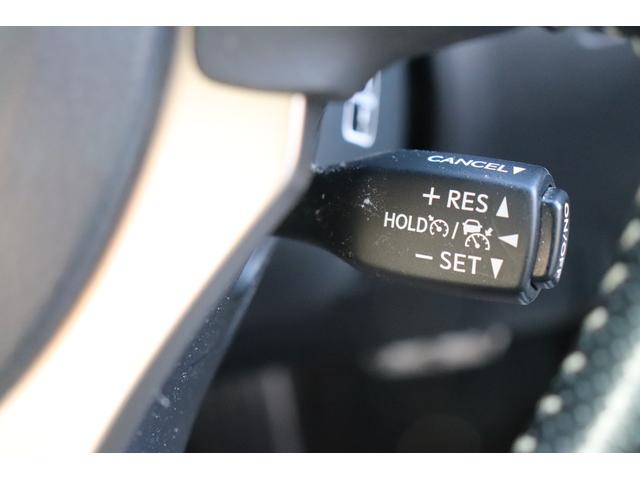 CANCEL▼
+ RES ▲
HOLD / ◀
− SET ▼
ON/OFF